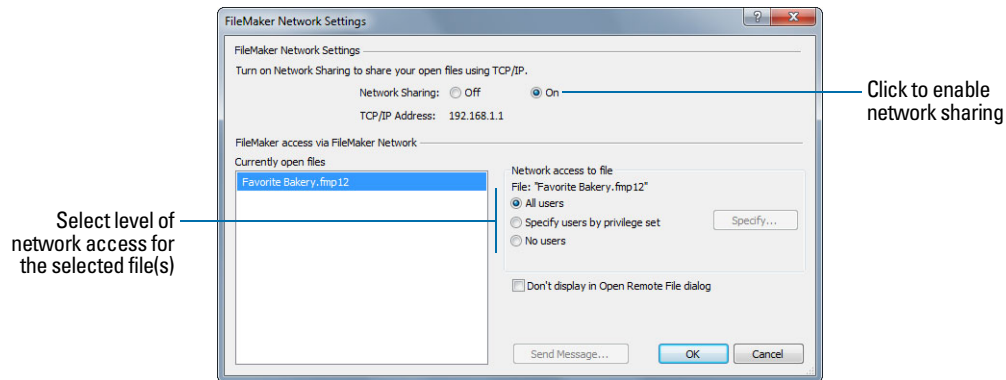 FileMaker Network Settings
FileMaker Network Settings
Turn on Network Sharing to share your open files using TCP/IP.
Network Sharing: Off On
Click to enable
network sharing
TCP/IP Address: 192.168.1.1
FileMaker access via FileMaker Network
Currently open files
Favorite Bakery.fmp12
Network access to file
File: "Favorite Bakery.fmp12"
All users
Specify users by privilege set Specify...
No users
Select level of
network access for
the selected file(s)
Don't display in Open Remote File dialog
Send Message... OK Cancel